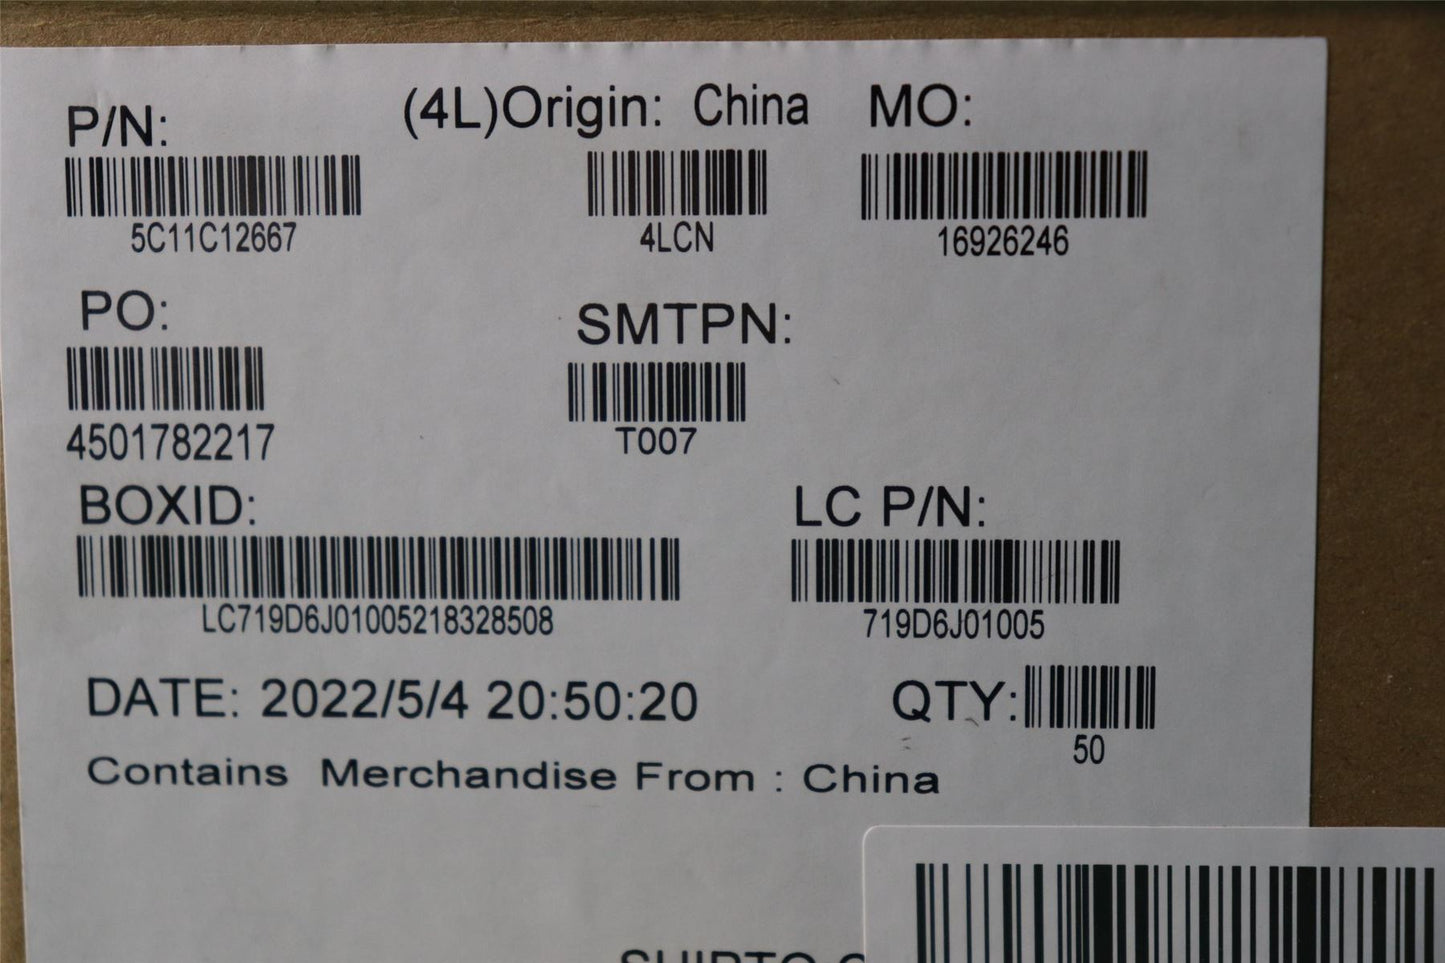 P/N: (4L)Origin: China MO:
5C11C12667 4LCN 16926246
PO: SMTPN:
4501782217 T007
BOXID: LC P/N:
LC719D6J01005218328508 719D6J01005
DATE: 2022/5/4 20:50:20 QTY:
50
Contains Merchandise From : China